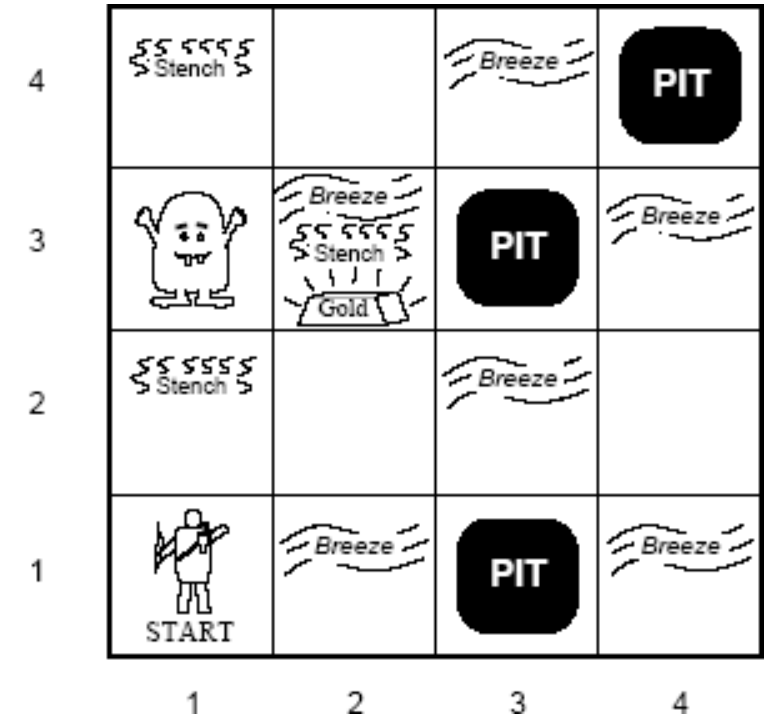 4
Stench
Breeze
PIT
3
Breeze
Stench
Gold
PIT
Breeze
2
Stench
Breeze
1
START
Breeze
PIT
Breeze
1 2 3 4